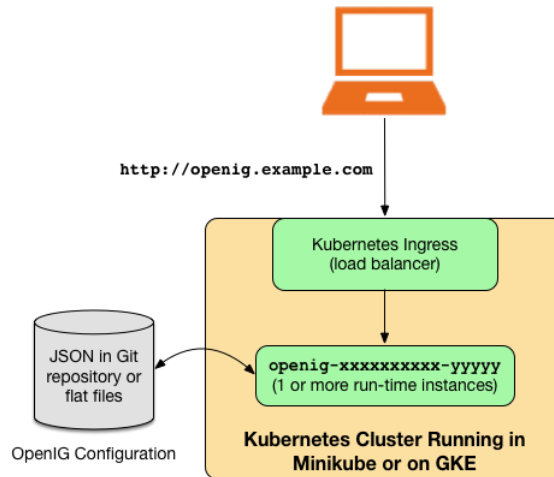 http://openig.example.com
Kubernetes Ingress
(load balancer)
JSON in Git
repository or
flat files
openig-xxxxxxxxxx-yyyyy
(1 or more run-time instances)
OpenIG Configuration
Kubernetes Cluster Running in
Minikube or on GKE